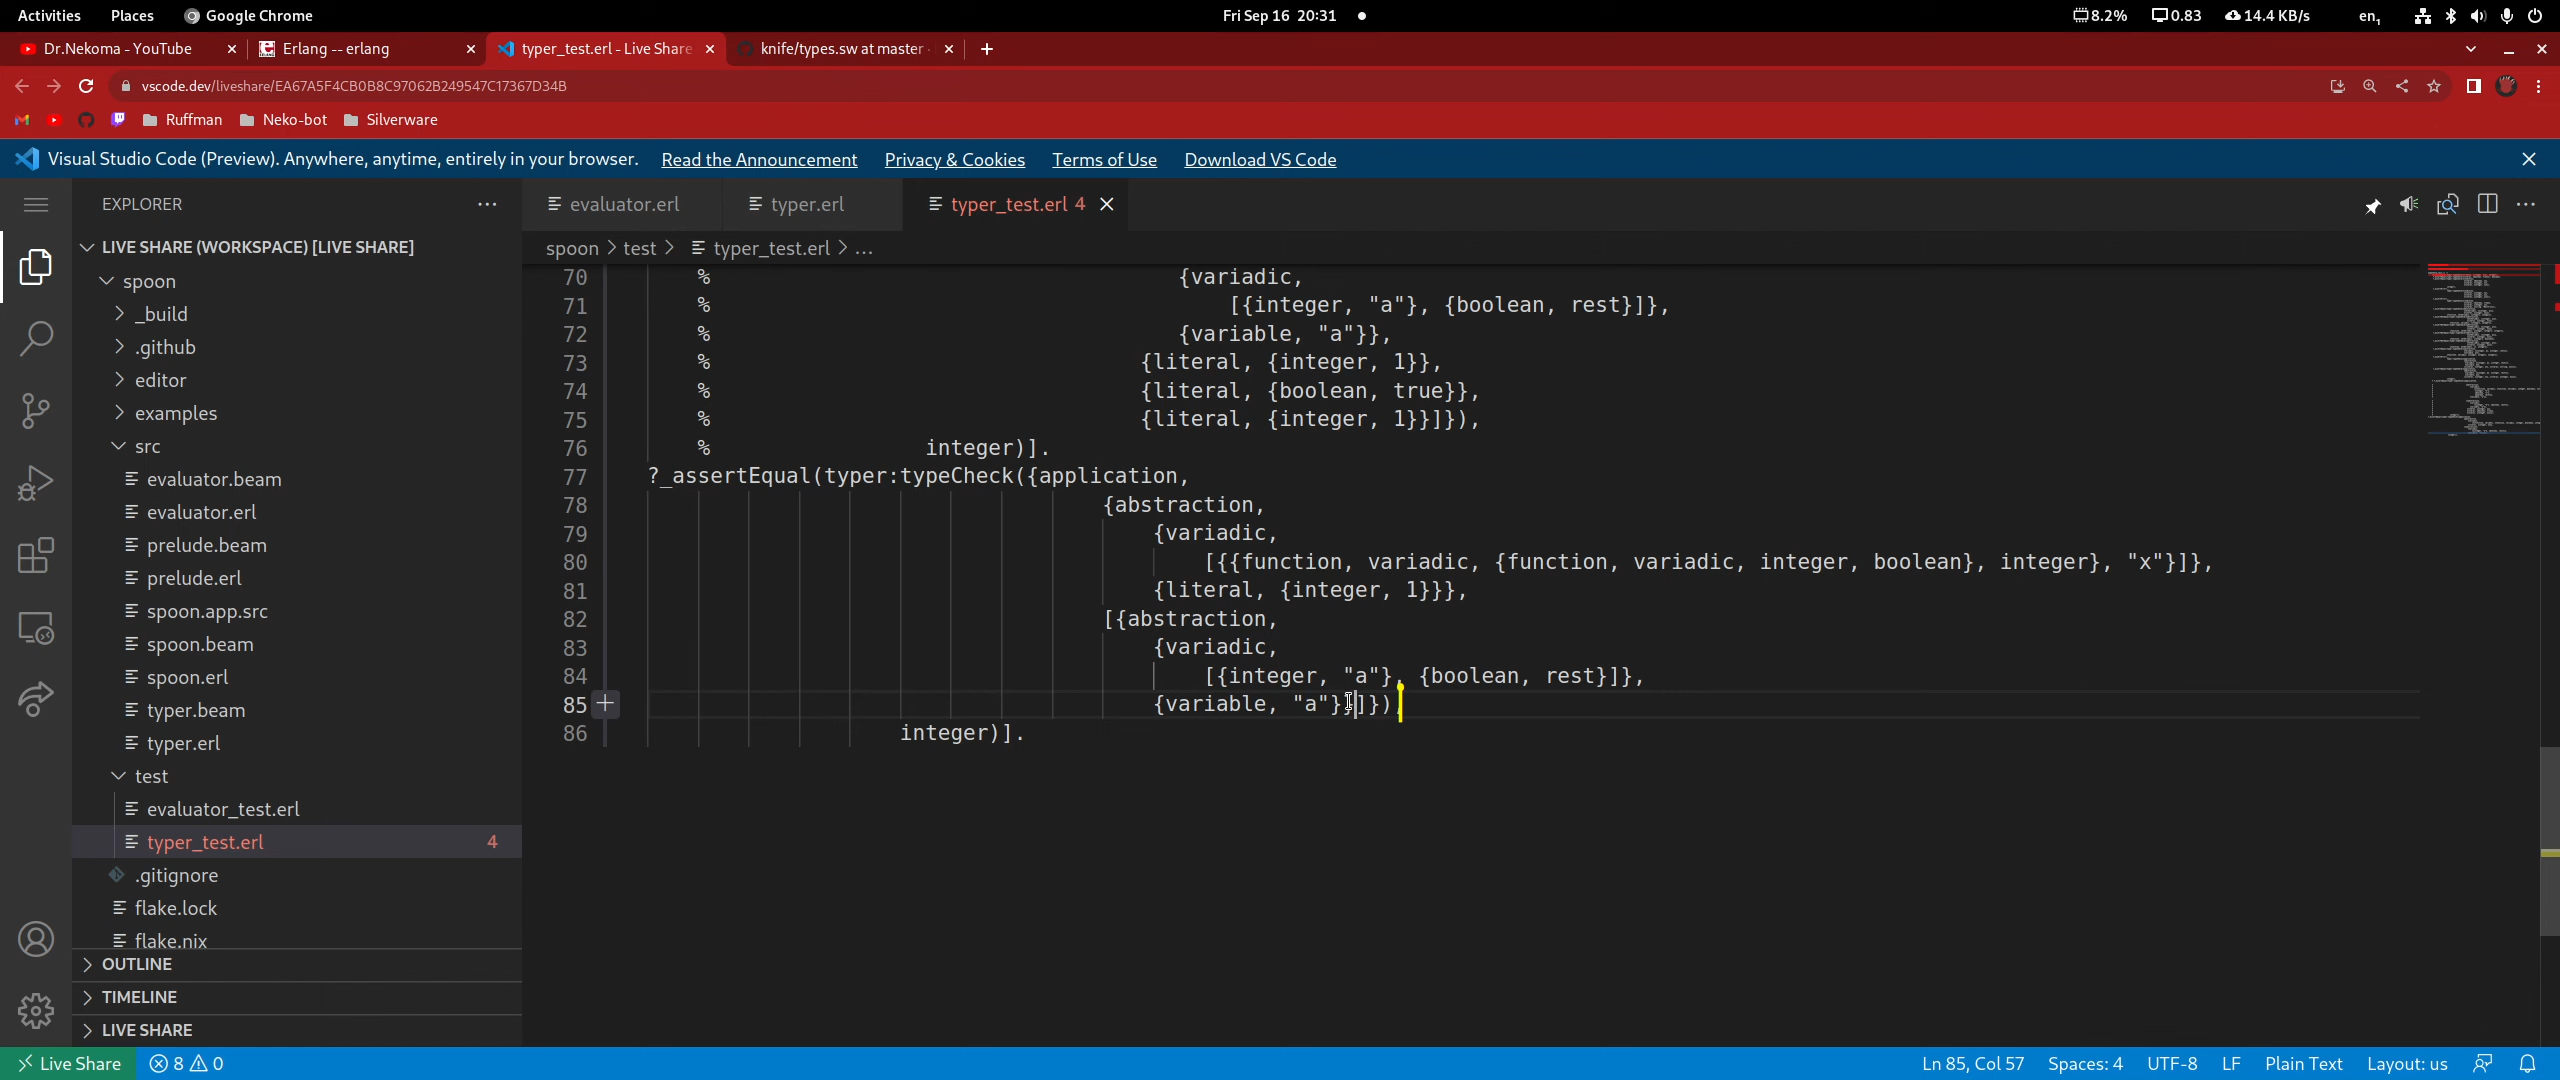 Activities Places Google Chrome Fri Sep 16 20:31 8.2% 0.83 14.4 KB/s en1
Dr.Nekoma - YouTube Erlang -- erlang typer_test.erl - Live Share knife/types.sw at master
vscode.dev/liveshare/EA67A5F4CB0B8C97062B249547C17367D34B
Ruffman Neko-bot Silverware
Visual Studio Code (Preview). Anywhere, anytime, entirely in your browser. Read the Announcement Privacy & Cookies Terms of Use Download VS Code
EXPLORER
evaluator.erl typer.erl typer_test.erl 4
LIVE SHARE (WORKSPACE) [LIVE SHARE]
spoon
_build
.github
editor
examples
src
evaluator.beam
evaluator.erl
prelude.beam
prelude.erl
spoon.app.src
spoon.beam
spoon.erl
typer.beam
typer.erl
test
evaluator_test.erl
typer_test.erl 4
.gitignore
flake.lock
flake.nix
OUTLINE
TIMELINE
LIVE SHARE
spoon > test > typer_test.erl > ...
70 % {variadic,
71 % [{integer, "a"}, {boolean, rest}]},
72 % {variable, "a"}},
73 % {literal, {integer, 1}},
74 % {literal, {boolean, true}},
75 % {literal, {integer, 1}}]}),
76 % integer)].
77 ?_assertEqual(typer:typeCheck({application,
78 {abstraction,
79 {variadic,
80 [{{function, variadic, {function, variadic, integer, boolean}, integer}, "x"}]},
81 {literal, {integer, 1}}},
82 [{abstraction,
83 {variadic,
84 [{integer, "a"}, {boolean, rest}]},
85 {variable, "a"}}]}),
86 integer)].
Live Share 8 0 Ln 85, Col 57 Spaces: 4 UTF-8 LF Plain Text Layout: us